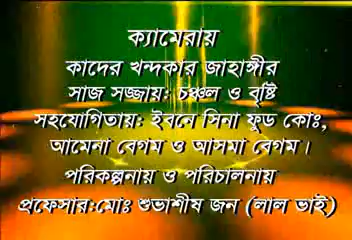 ক্যামেরায়
কাদের খন্দকার জাহাঙ্গীর
সাজ সজ্জায়: চঞ্চল ও বৃষ্টি
সহযোগিতায়: ইবনে সিনা ফুড কোঃ,
আমেনা বেগম ও আসমা বেগম।
পরিকল্পনায় ও পরিচালনায়
প্রফেসার:মোঃ শুভাশীষ জন (লাল ভাই)